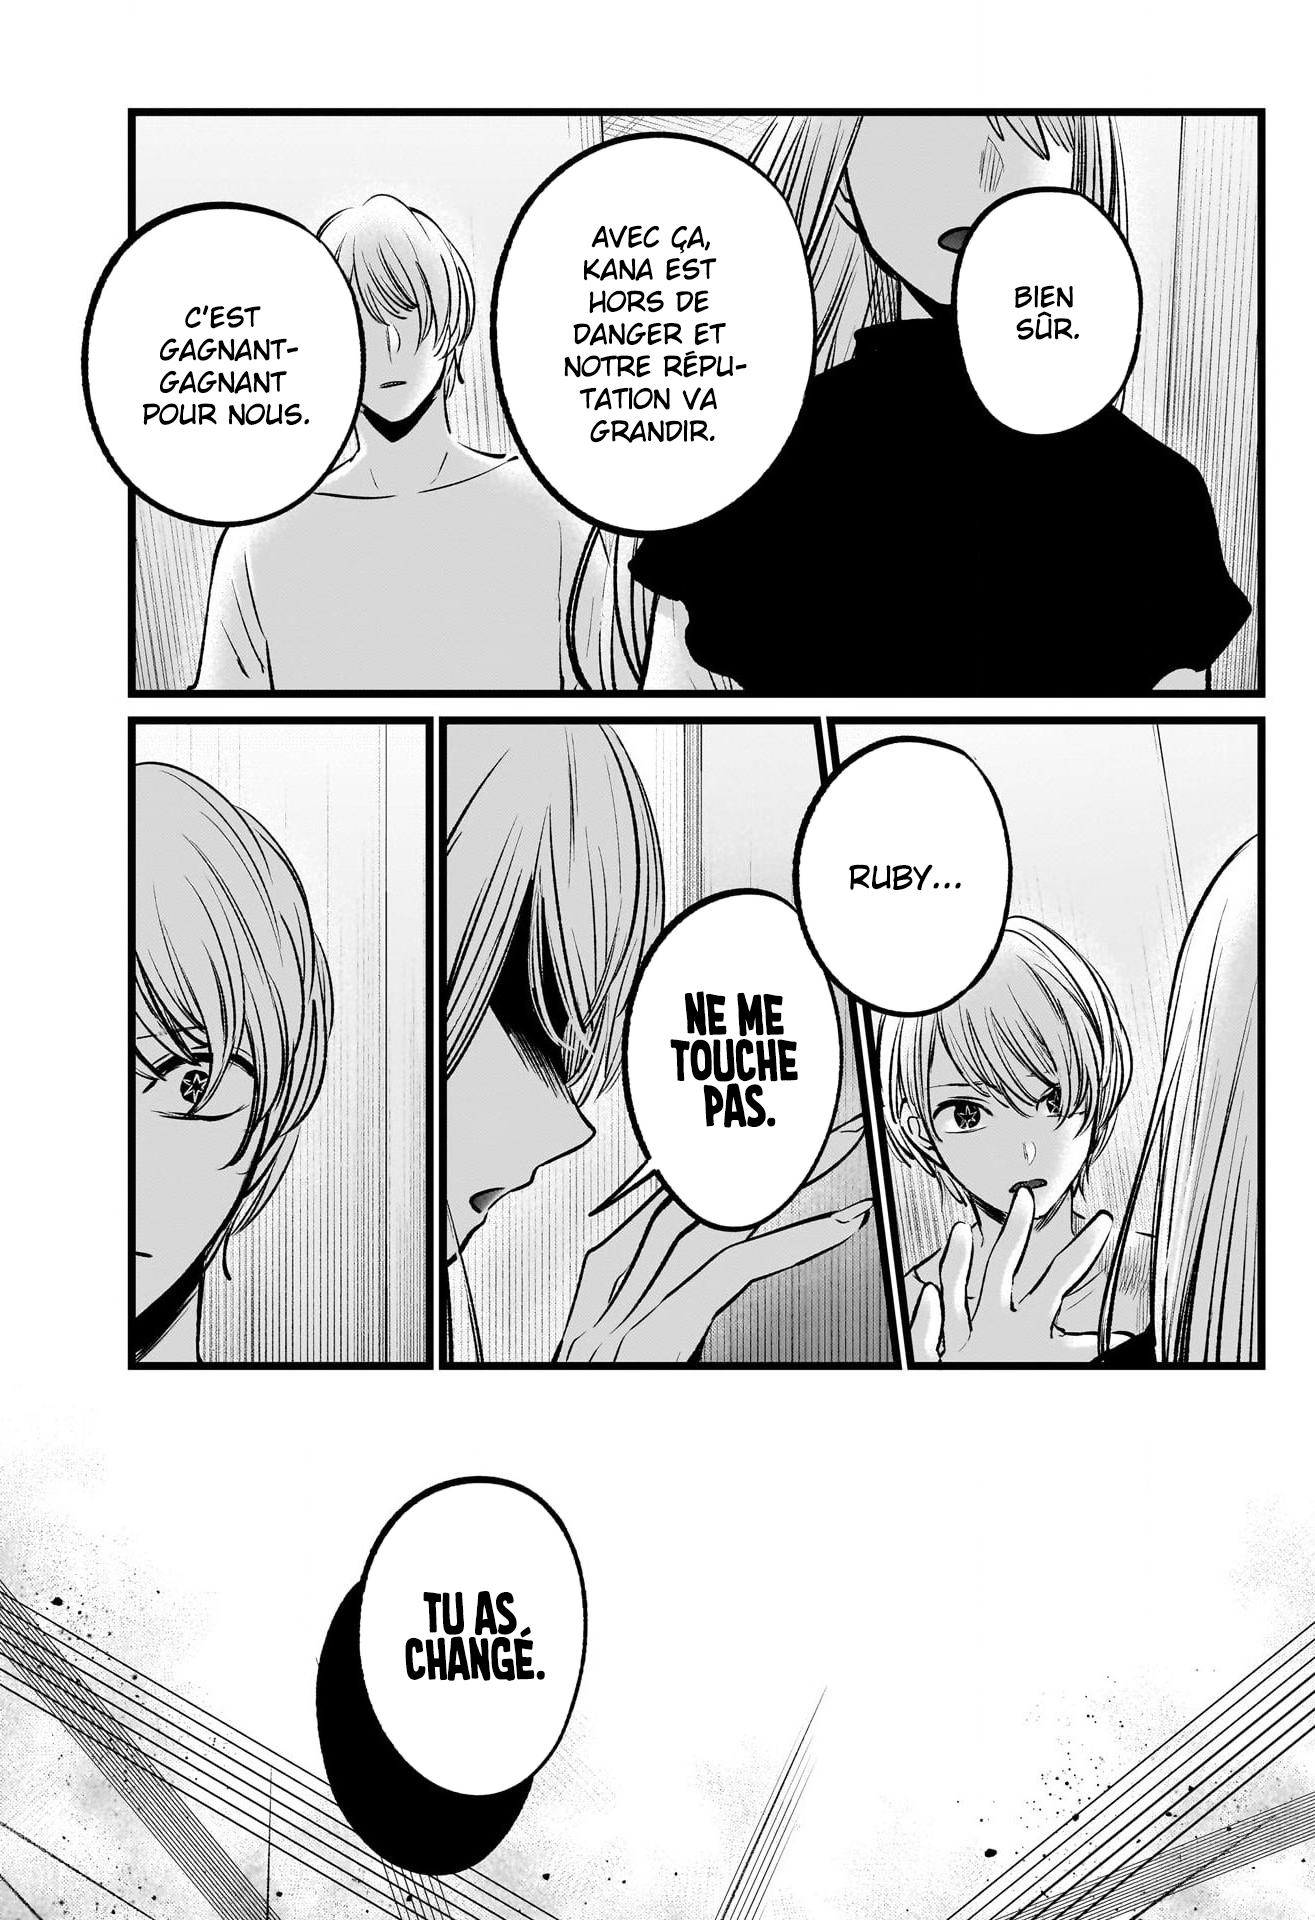 BIEN
SÛR.
AVEC ÇA,
KANA EST
HORS DE
DANGER ET
NOTRE RÉPU-
TATION VA
GRANDIR.
C'EST
GAGNANT-
GAGNANT
POUR NOUS.
RUBY...
NE ME
TOUCHE
PAS.
TU AS
CHANGÉ.